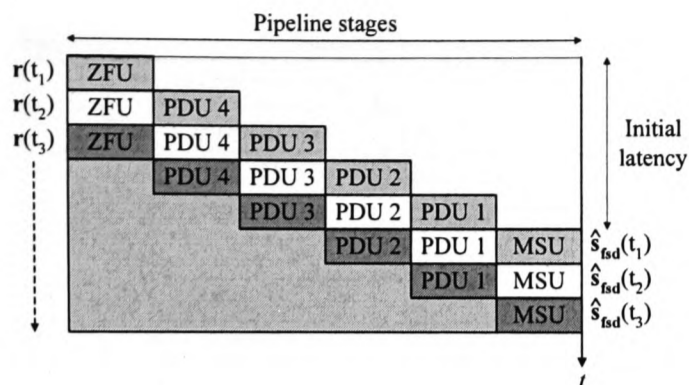 Pipeline stages
r(t₁) ZFU
r(t₂) ZFU PDU 4
r(t₃) ZFU PDU 4 PDU 3
PDU 4 PDU 3 PDU 2
PDU 3 PDU 2 PDU 1
PDU 2 PDU 1 MSU ŝfsd(t₁)
PDU 1 MSU ŝfsd(t₂)
MSU ŝfsd(t₃)
Initial
latency
t